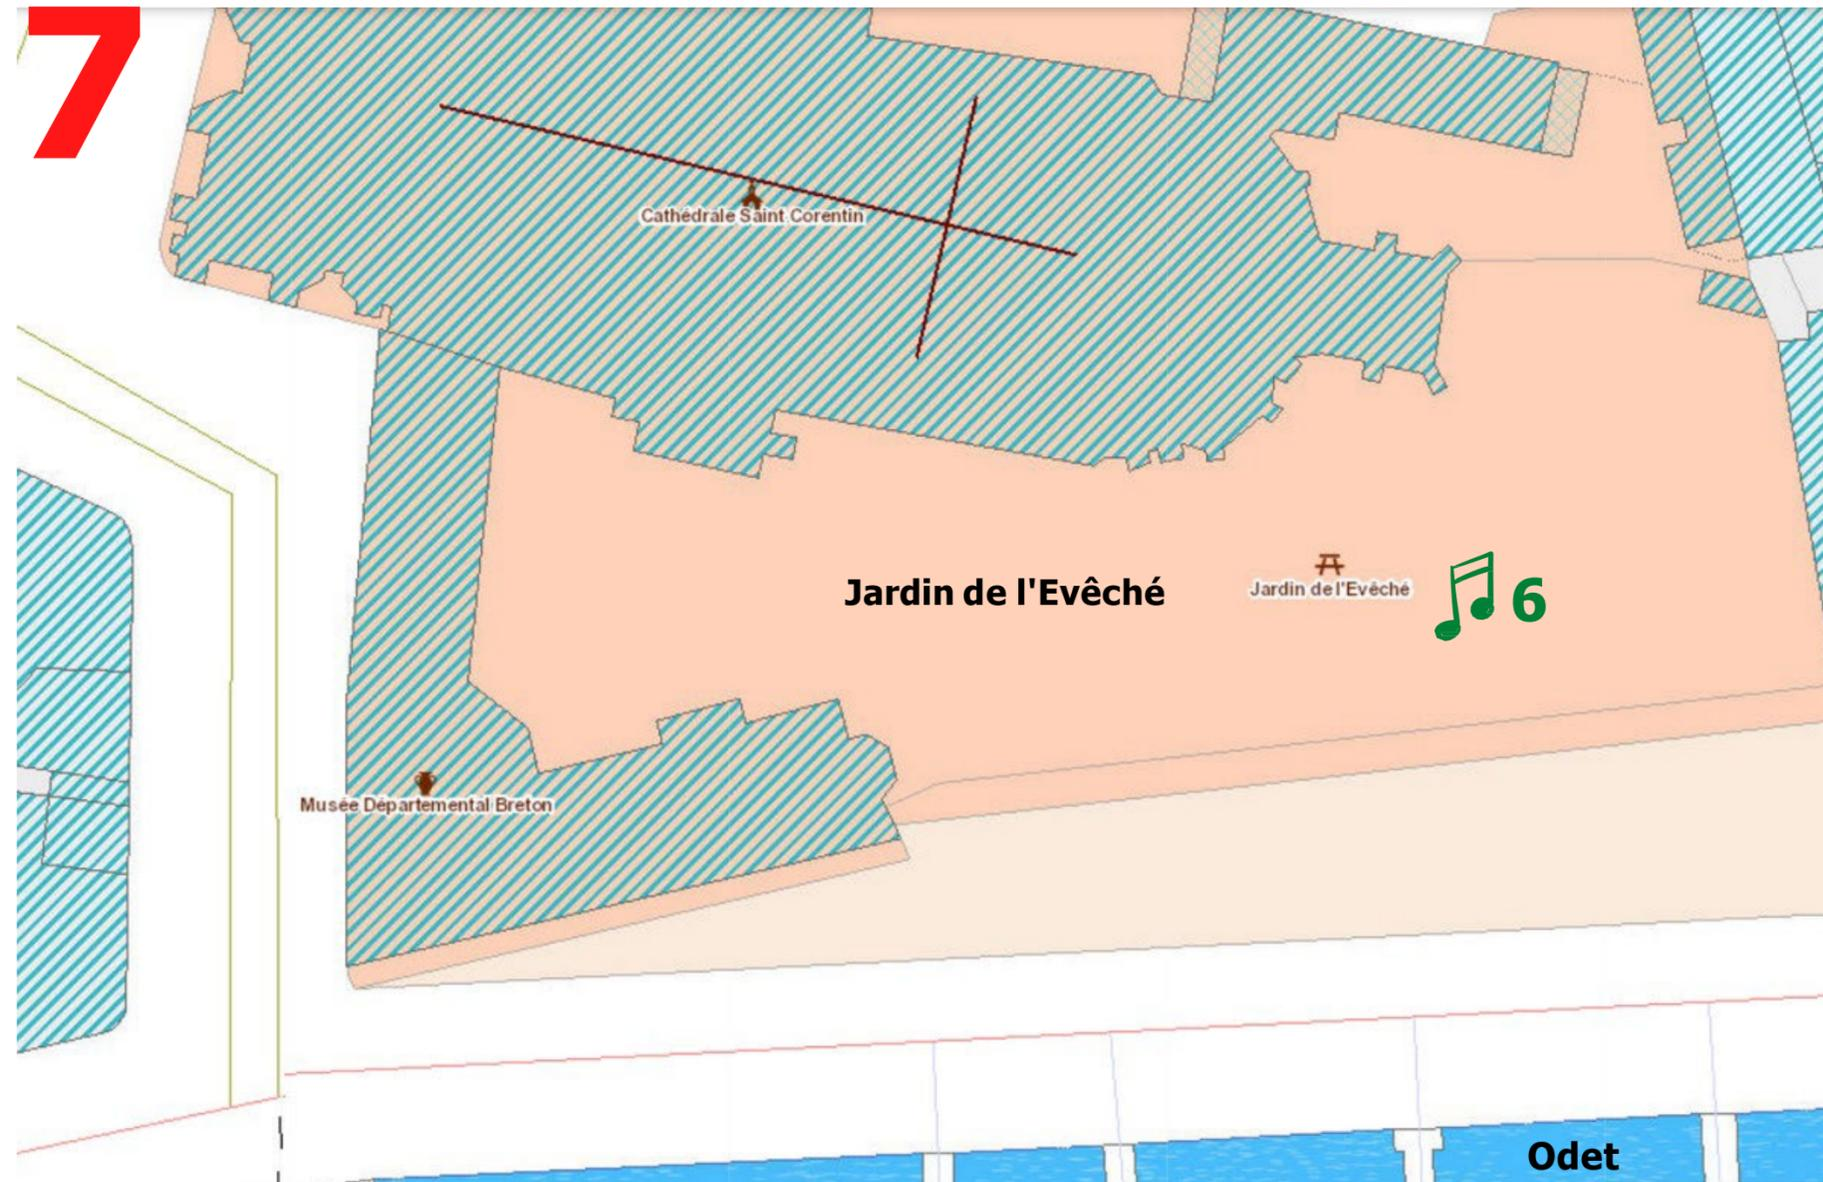 7
Cathédrale Saint Corentin
Jardin de l'Evêché
Jardin de l'Evêché
6
Musée Départemental Breton
Odet